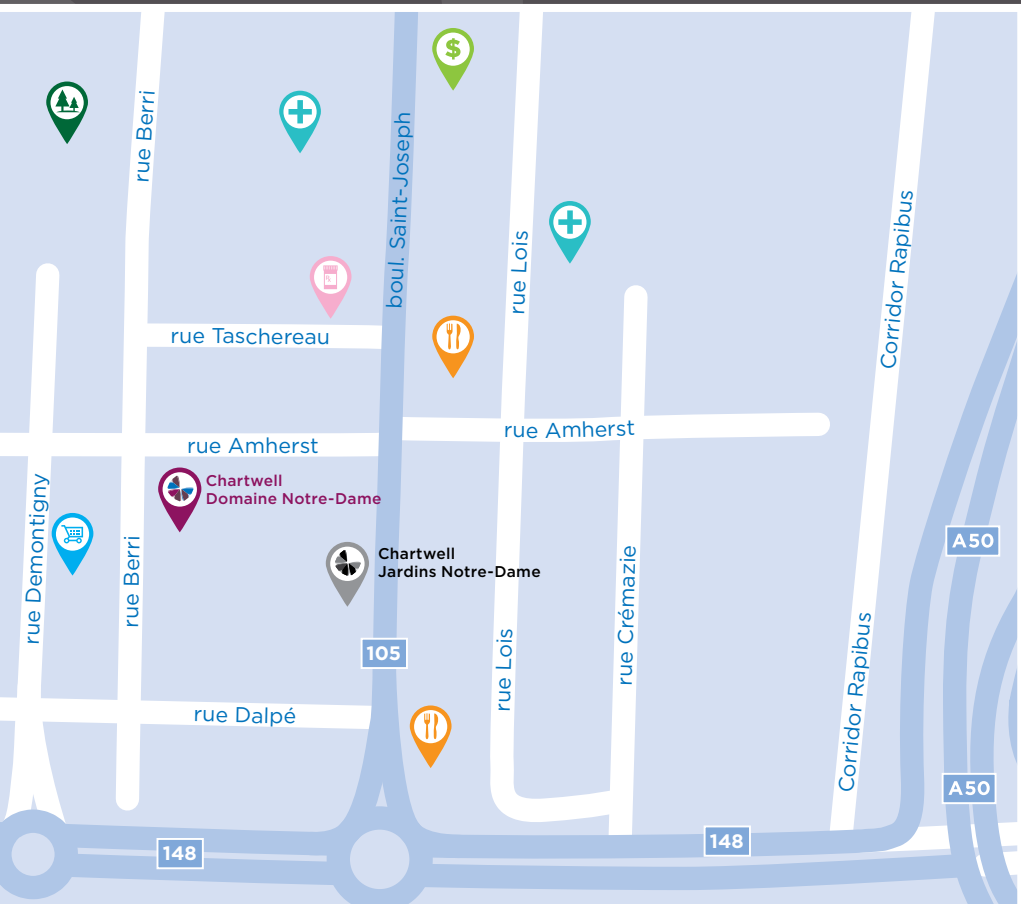 $
rue Berri
boul. Saint-Joseph
rue Lois
Corridor Rapibus
rue Taschereau
rue Amherst
rue Amherst
Chartwell
Domaine Notre-Dame
rue Demontigny
rue Berri
Chartwell
Jardins Notre-Dame
A50
rue Crémazie
105
rue Lois
Corridor Rapibus
rue Dalpé
A50
148
148